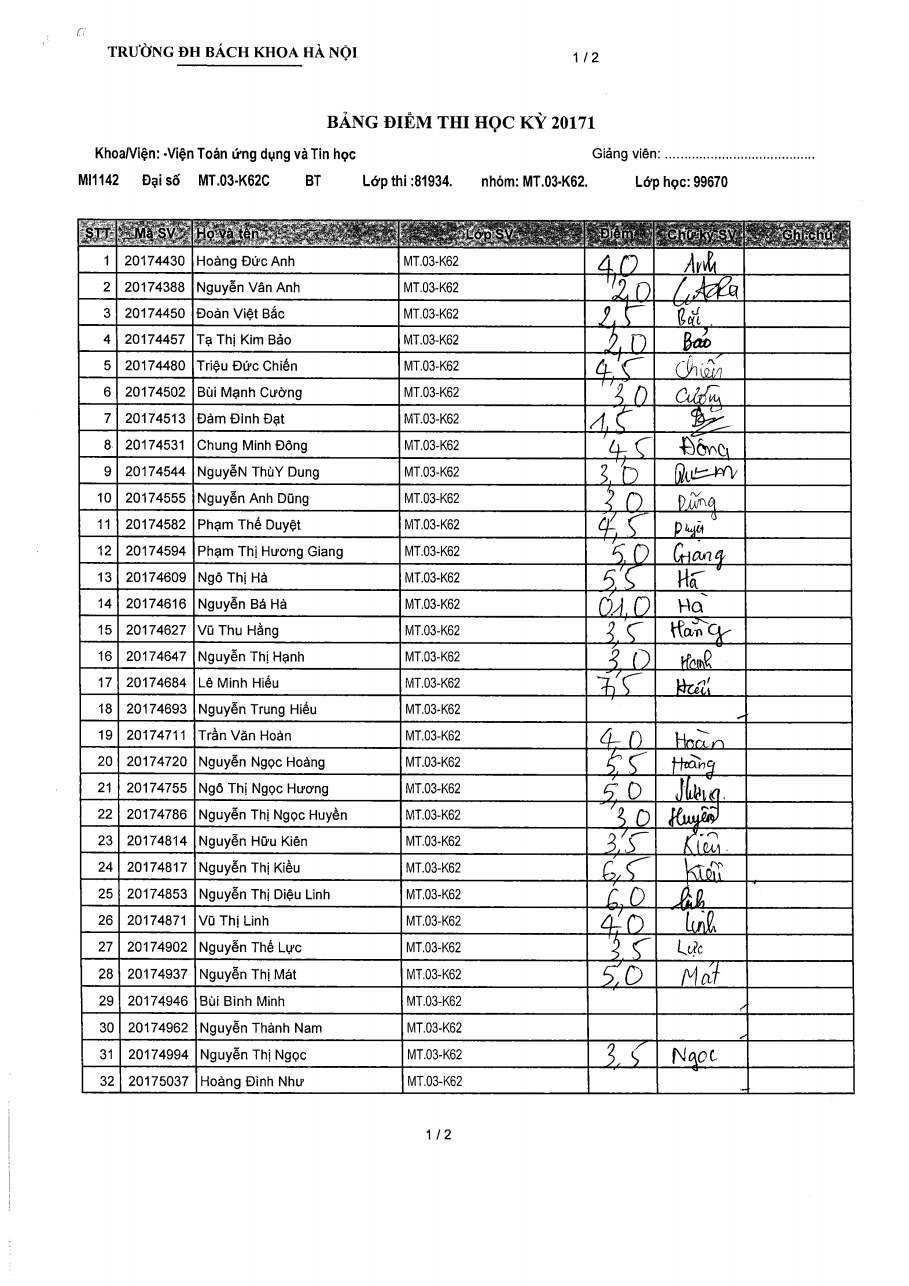 TRƯỜNG ĐH BÁCH KHOA HÀ NỘI
1 / 2
BẢNG ĐIỂM THI HỌC KỲ 20171
Khoa/Viện: -Viện Toán ứng dụng và Tin học Giảng viên: ..........................................
MI1142 Đại số MT.03-K62C BT Lớp thi :81934. nhóm: MT.03-K62. Lớp học: 99670
STT Mã SV Họ và tên Lớp SV Điểm Chữ ký SV Ghi chú
1 20174430 Hoàng Đức Anh MT.03-K62 4,0 Anh
2 20174388 Nguyễn Vân Anh MT.03-K62 2,0
3 20174450 Đoàn Việt Bắc MT.03-K62 2,5 Bắc
4 20174457 Tạ Thị Kim Bảo MT.03-K62 2,0 Bảo
5 20174480 Triệu Đức Chiến MT.03-K62 4,5 Chiến
6 20174502 Bùi Mạnh Cường MT.03-K62 3,0 Cường
7 20174513 Đàm Đình Đạt MT.03-K62 1,5
8 20174531 Chung Minh Đông MT.03-K62 4,5 Đông
9 20174544 NguyễN ThùY Dung MT.03-K62 3,0
10 20174555 Nguyễn Anh Dũng MT.03-K62 3,0 Dũng
11 20174582 Phạm Thế Duyệt MT.03-K62 4,5 Duyệt
12 20174594 Phạm Thị Hương Giang MT.03-K62 5,0 Giang
13 20174609 Ngô Thị Hà MT.03-K62 5,5 Hà
14 20174616 Nguyễn Bá Hà MT.03-K62 01,0 Hà
15 20174627 Vũ Thu Hằng MT.03-K62 3,5 Hằng
16 20174647 Nguyễn Thị Hạnh MT.03-K62 3,0 Hạnh
17 20174684 Lê Minh Hiếu MT.03-K62 7,5 Hiếu
18 20174693 Nguyễn Trung Hiếu MT.03-K62
19 20174711 Trần Văn Hoàn MT.03-K62 4,0 Hoàn
20 20174720 Nguyễn Ngọc Hoàng MT.03-K62 5,5 Hoàng
21 20174755 Ngô Thị Ngọc Hương MT.03-K62 5,0 Hương
22 20174786 Nguyễn Thị Ngọc Huyền MT.03-K62 3,0 Huyền
23 20174814 Nguyễn Hữu Kiên MT.03-K62 3,5 Kiên
24 20174817 Nguyễn Thị Kiều MT.03-K62 6,5 Kiều
25 20174853 Nguyễn Thị Diệu Linh MT.03-K62 6,0 Linh
26 20174871 Vũ Thị Linh MT.03-K62 4,0 Linh
27 20174902 Nguyễn Thế Lực MT.03-K62 3,5 Lực
28 20174937 Nguyễn Thị Mát MT.03-K62 5,0 Mát
29 20174946 Bùi Bình Minh MT.03-K62
30 20174962 Nguyễn Thành Nam MT.03-K62
31 20174994 Nguyễn Thị Ngọc MT.03-K62 3,5 Ngọc
32 20175037 Hoàng Đình Như MT.03-K62
1 / 2